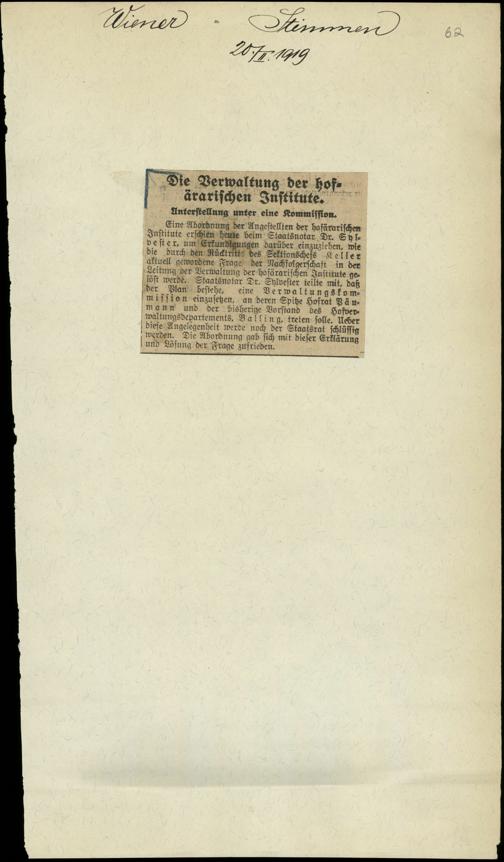 Wiener Stimmen
62
20/II. 1919
Die Verwaltung der hof-
ärarischen Institute.
Unterstellung unter eine Kommission.
Eine Abordnung der Angestellten der hofärarischen
Institute erschien heute beim Staatsnotar Dr. Syl-
vester, um Erkundigungen darüber einzuziehen, wie
die durch den Rücktritt des Sektionschefs Keller
aktuell gewordene Frage der Nachfolgerschaft in der
Leitung der Verwaltung der hofärarischen Institute ge-
löst werde. Staatsnotar Dr. Sylvester teilte mit, daß
der Plan bestehe, eine Verwaltungskom-
mission einzusetzen, an deren Spitze Hofrat
mann und der bisherige Vorstand des Hofver-
waltungsdepartements, Balling, treten solle. Ueber
diese Angelegenheit werde noch der Staatsrat schlüssig
werden. Die Abordnung gab sich mit dieser Erklärung
und Lösung der Frage zufrieden.